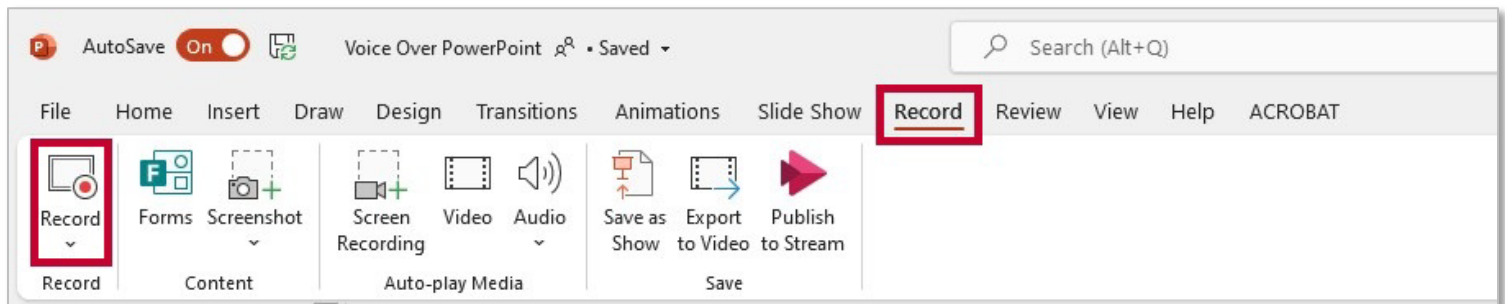 AutoSave On Voice Over PowerPoint • Saved Search (Alt+Q)
File Home Insert Draw Design Transitions Animations Slide Show Record Review View Help ACROBAT
Record Forms Screenshot Screen Recording Video Audio Save as Show Export to Video Publish to Stream
Record Content Auto-play Media Save